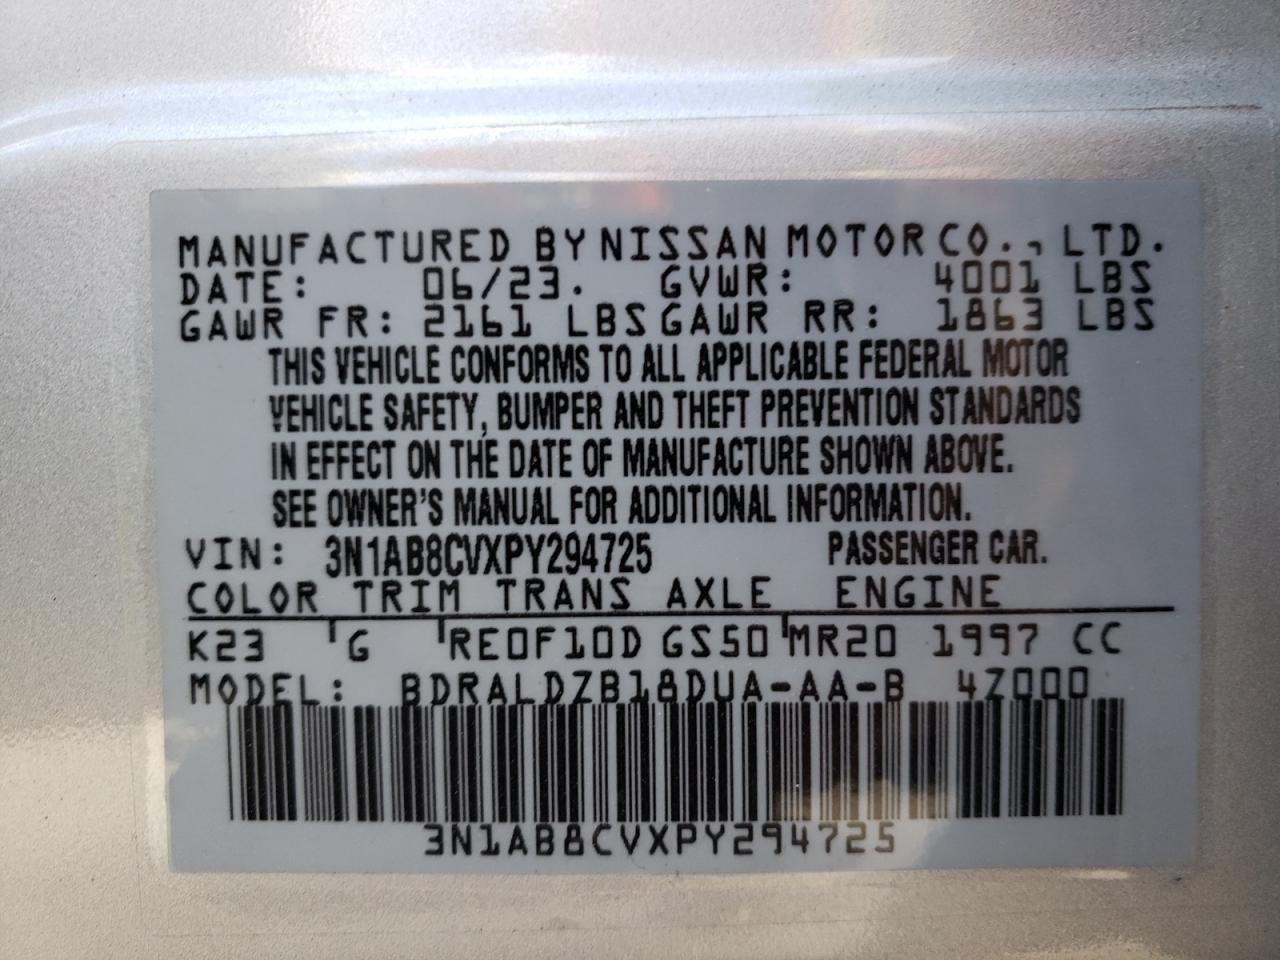 MANUFACTURED BY NISSAN MOTOR CO., LTD.
DATE: 06/23. GVWR: 4001 LBS
GAWR FR: 2161 LBS GAWR RR: 1863 LBS
THIS VEHICLE CONFORMS TO ALL APPLICABLE FEDERAL MOTOR
VEHICLE SAFETY, BUMPER AND THEFT PREVENTION STANDARDS
IN EFFECT ON THE DATE OF MANUFACTURE SHOWN ABOVE.
SEE OWNER'S MANUAL FOR ADDITIONAL INFORMATION.
VIN: 3N1AB8CVXPY294725 PASSENGER CAR.
COLOR TRIM TRANS AXLE ENGINE
K23 G RE0F10D GS50 MR20 1997 CC
MODEL: BDRALDZB18DUA-AA-B 4Z000
3N1AB8CVXPY294725